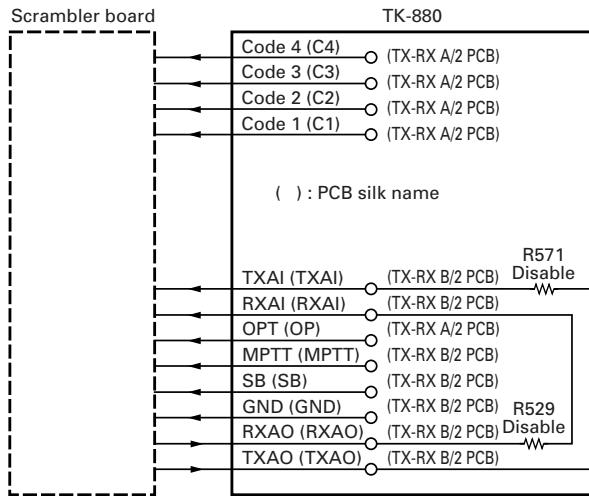 Scrambler board
TK-880
Code 4 (C4) (TX-RX A/2 PCB)
Code 3 (C3) (TX-RX A/2 PCB)
Code 2 (C2) (TX-RX A/2 PCB)
Code 1 (C1) (TX-RX A/2 PCB)
( ) : PCB silk name
R571
Disable
TXAI (TXAI) (TX-RX B/2 PCB)
RXAI (RXAI) (TX-RX B/2 PCB)
OPT (OP) (TX-RX A/2 PCB)
MPTT (MPTT) (TX-RX B/2 PCB)
SB (SB) (TX-RX B/2 PCB)
GND (GND) (TX-RX B/2 PCB)
R529
Disable
RXAO (RXAO) (TX-RX B/2 PCB)
TXAO (TXAO) (TX-RX B/2 PCB)